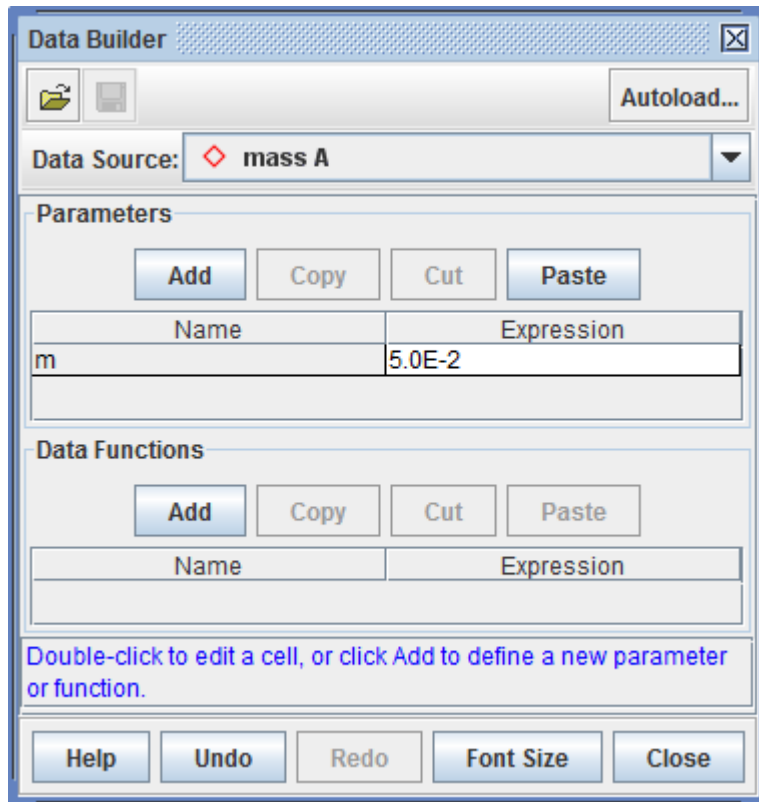 Data Builder
Autoload...
Data Source: mass A
Parameters
Add Copy Cut Paste
Name Expression
m 5.0E-2
Data Functions
Add Copy Cut Paste
Name Expression
Double-click to edit a cell, or click Add to define a new parameter
or function.
Help Undo Redo Font Size Close